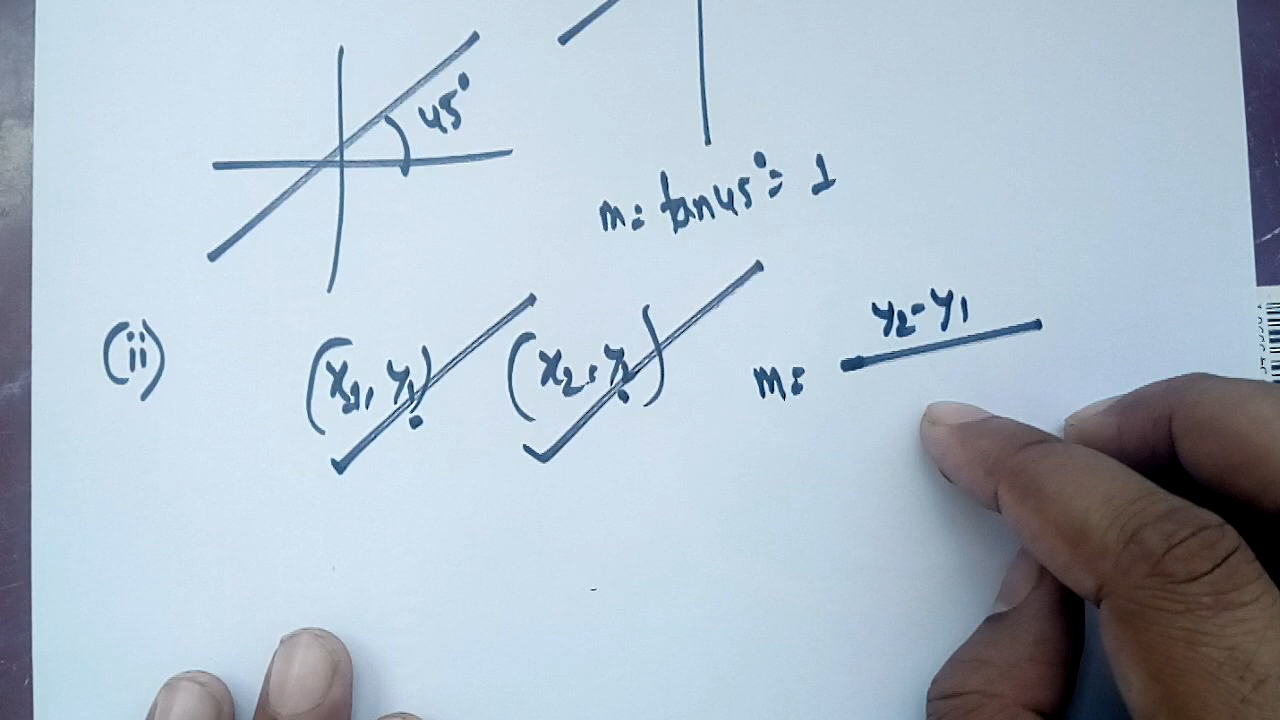 45°
m = tan45° = 1
(ii) (x1, y1) (x2, y2) m = y2 - y1